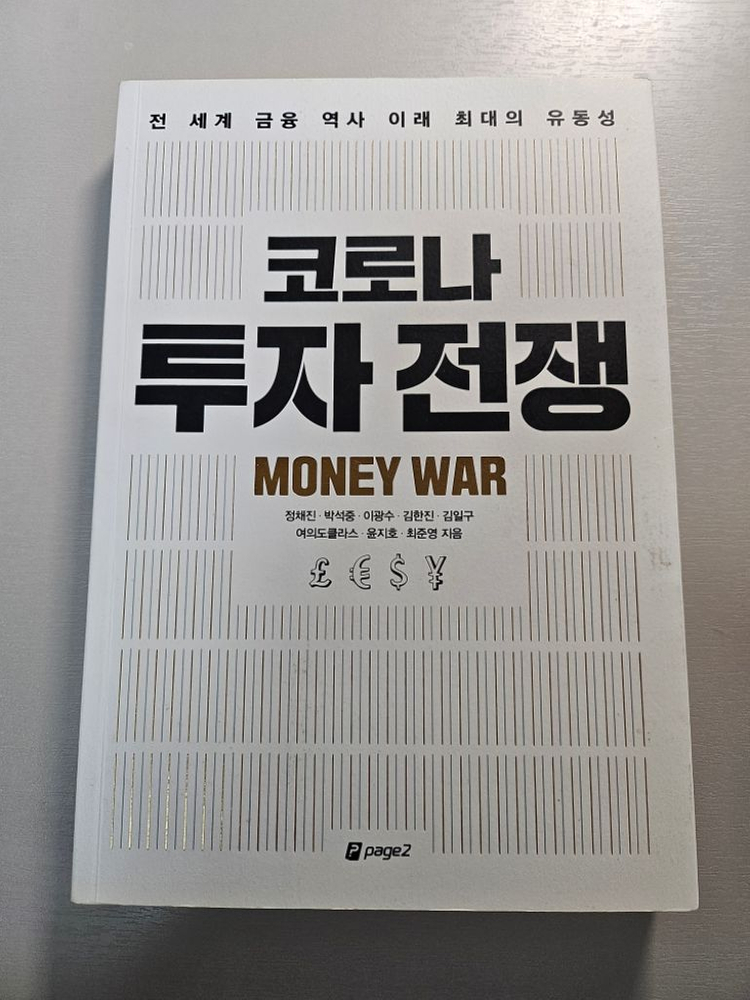 전 세계 금융 역사 이래 최대의 유동성
코로나
투자 전쟁
MONEY WAR
정채진 · 박석중 · 이광수 · 김한진 · 김일구
여의도클라스 · 윤지호 · 최준영 지음
£ € $ ¥
page2